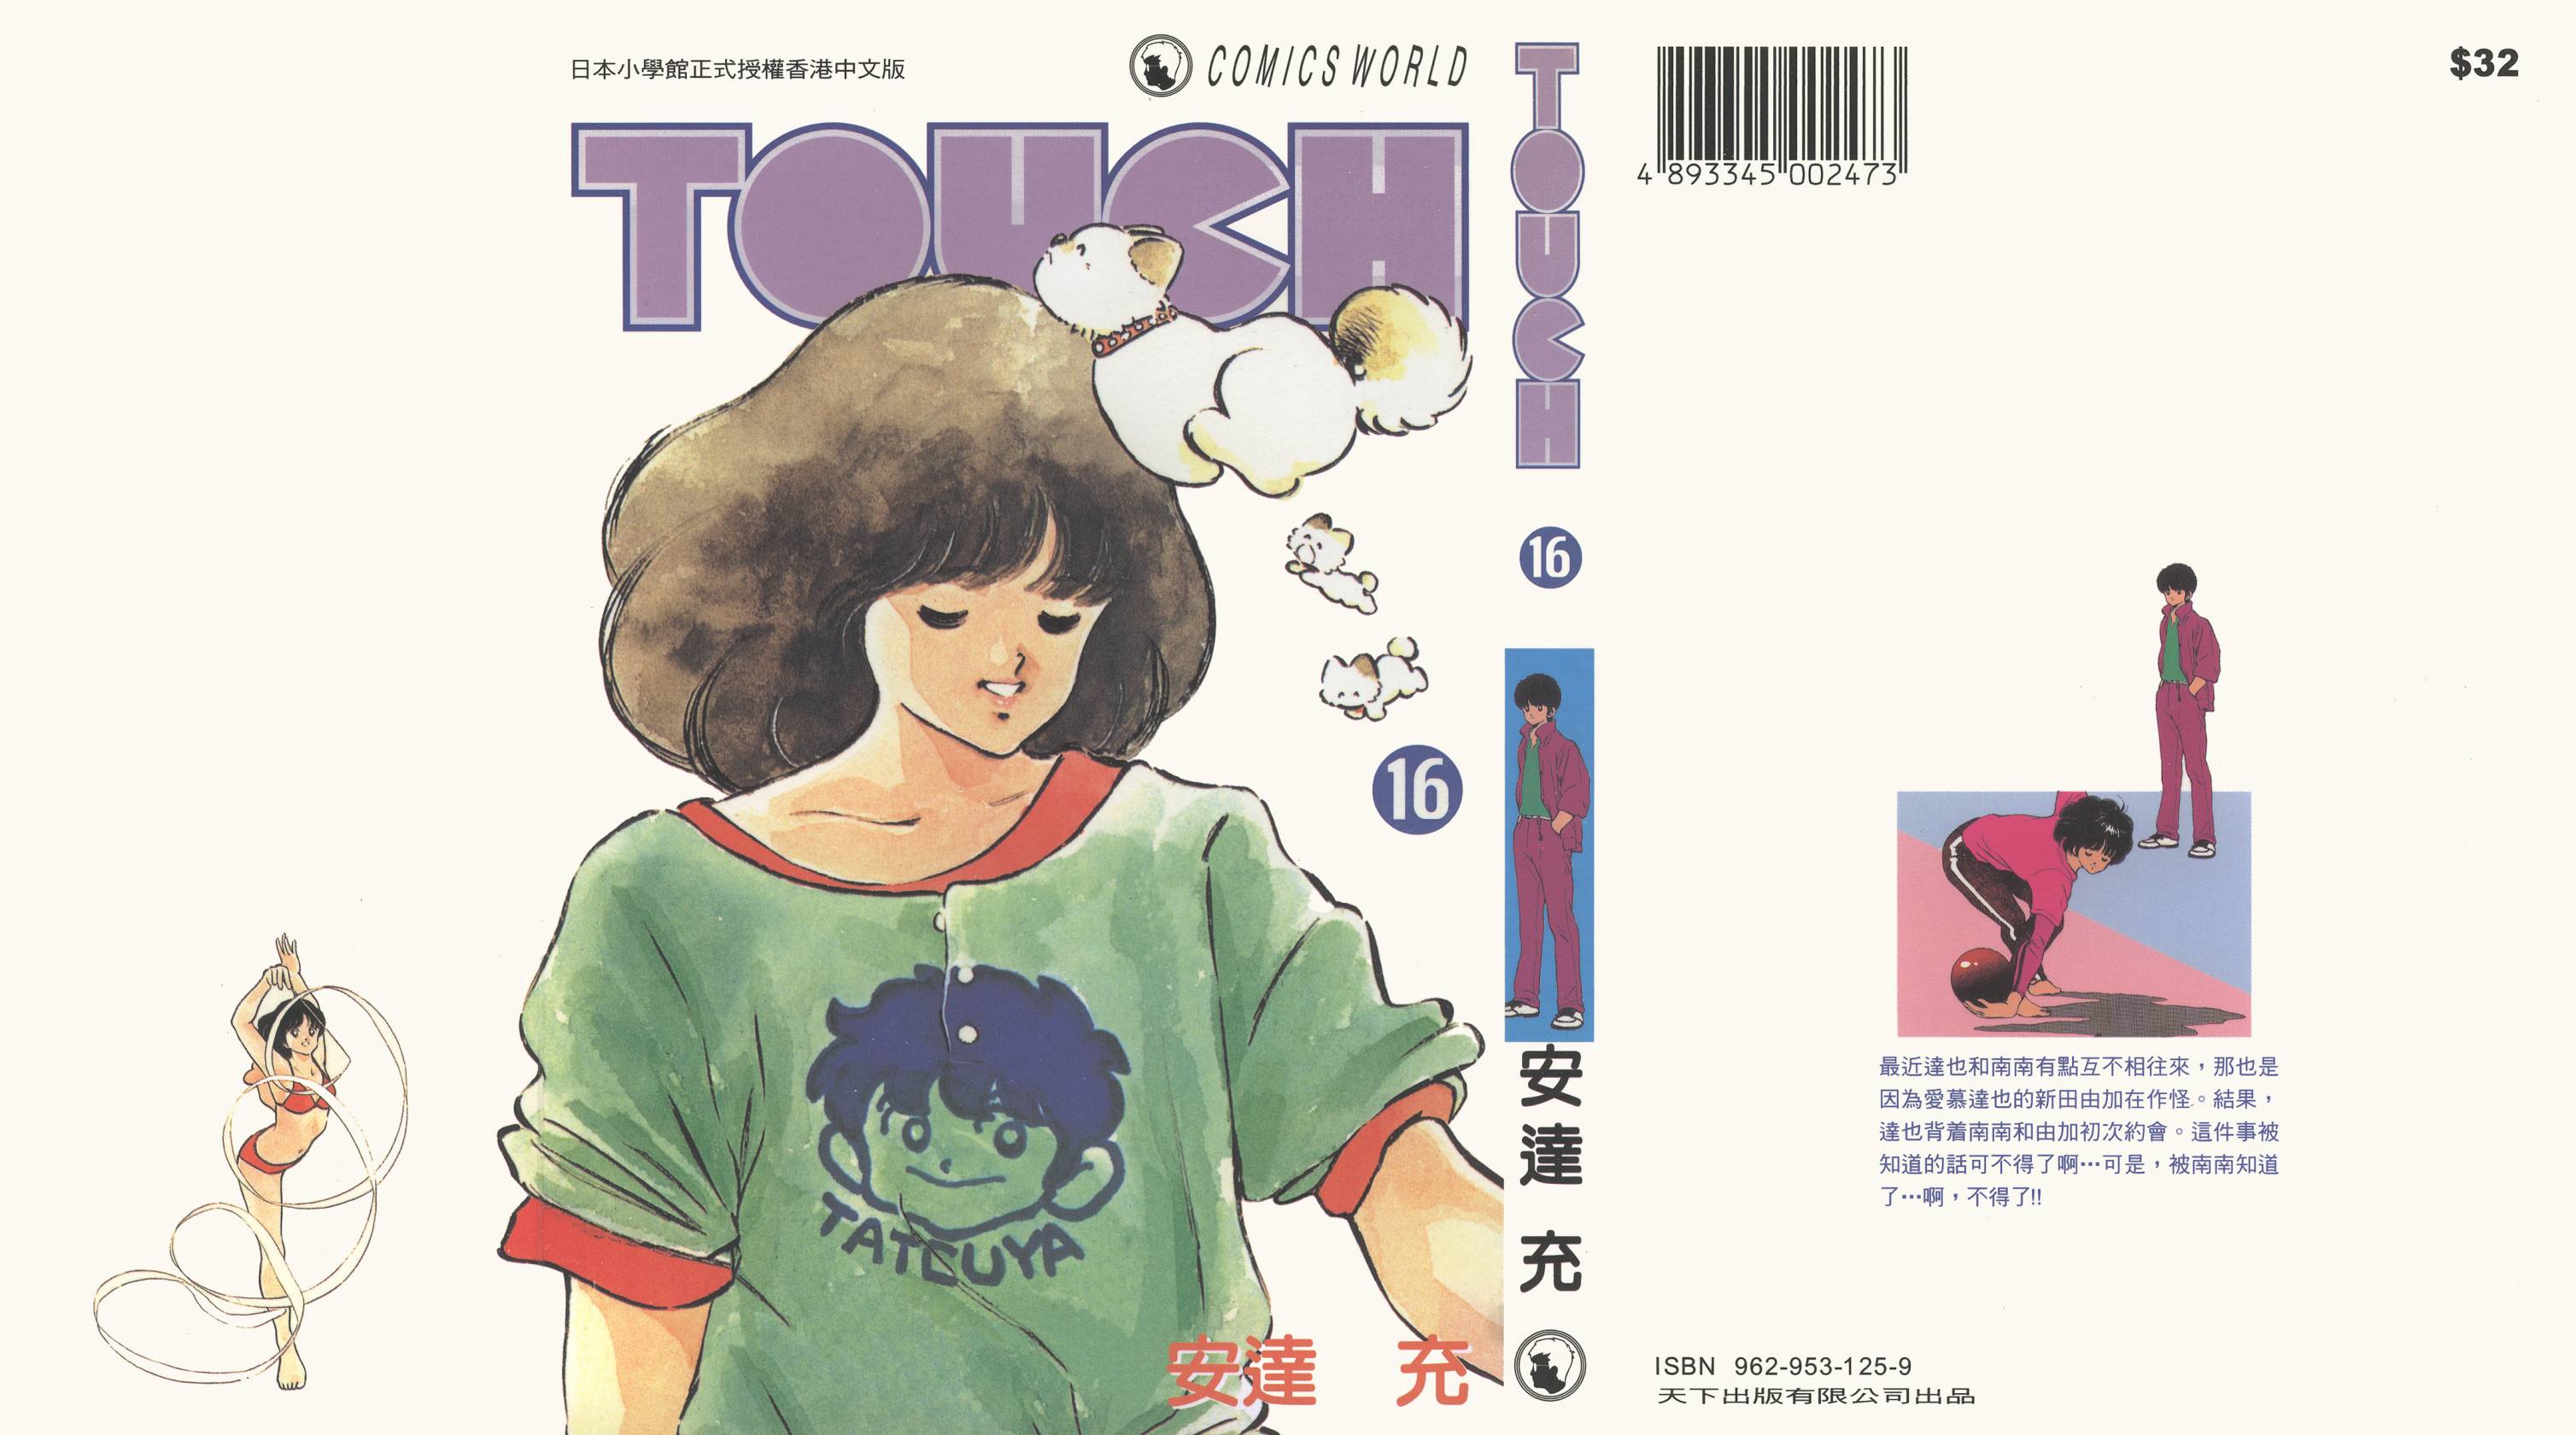 日本小學館正式授權香港中文版
COMICS WORLD
TOUCH
16
TATCUYA
安達 充
TOUCH
16
安達 充
4 893345 002473
$32
最近達也和南南有點互不相往來，那也是
因為愛慕達也的新田由加在作怪。結果，
達也背着南南和由加初次約會。這件事被
知道的話可不得了啊…可是，被南南知道
了…啊，不得了!!
ISBN 962-953-125-9
天下出版有限公司出品